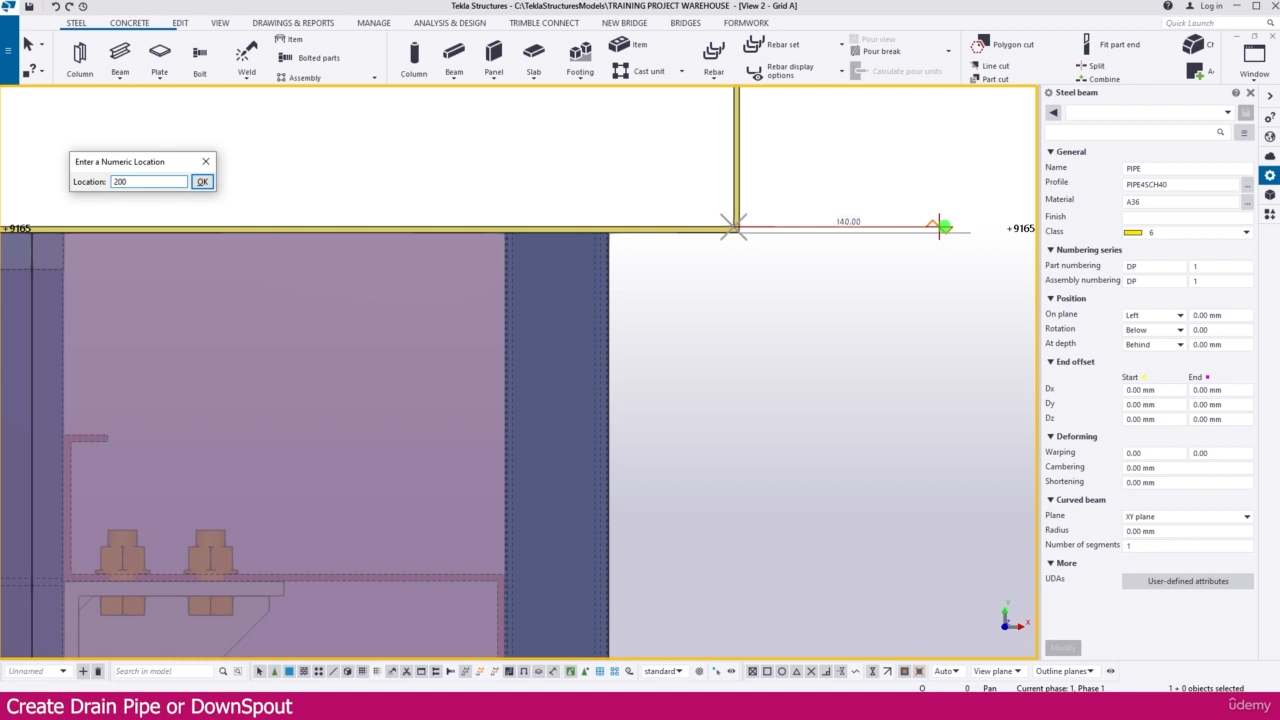 Tekla Structures - C:\TeklaStructuresModels\TRAINING PROJECT WAREHOUSE - [View 2 - Grid A]
Log in
STEEL CONCRETE EDIT VIEW DRAWINGS & REPORTS MANAGE ANALYSIS & DESIGN TRIMBLE CONNECT NEW BRIDGE BRIDGES FORMWORK
Quick Launch
Item
Item
Rebar set
Pour view
Pour break
Polygon cut
Fit part end
Bolted parts
Line cut
Split
Assembly
Cast unit
Rebar display
options
Calculate pour units
Part cut
Combine
Column Beam Plate Bolt Weld Column Beam Panel Slab Footing Rebar Window
Enter a Numeric Location
Location: 200 OK
+9165
140.00
+9165
Y
X
Steel beam
General
Name PIPE
Profile PIPE4SCH40 ...
Material A36 ...
Finish
Class 6
Numbering series
Part numbering DP 1
Assembly numbering DP 1
Position
On plane Left 0.00 mm
Rotation Below 0.00
At depth Behind 0.00 mm
End offset
Start End
Dx 0.00 mm 0.00 mm
Dy 0.00 mm 0.00 mm
Dz 0.00 mm 0.00 mm
Deforming
Warping 0.00 0.00
Cambering 0.00 mm
Shortening 0.00 mm
Curved beam
Plane XY plane
Radius 0.00 mm
Number of segments 1
More
UDAs User-defined attributes
Modify
Unnamed Search in model standard Auto View plane Outline planes
O 0 Pan Current phase: 1, Phase 1 1 + 0 objects selected
Create Drain Pipe or DownSpout
ûdemy